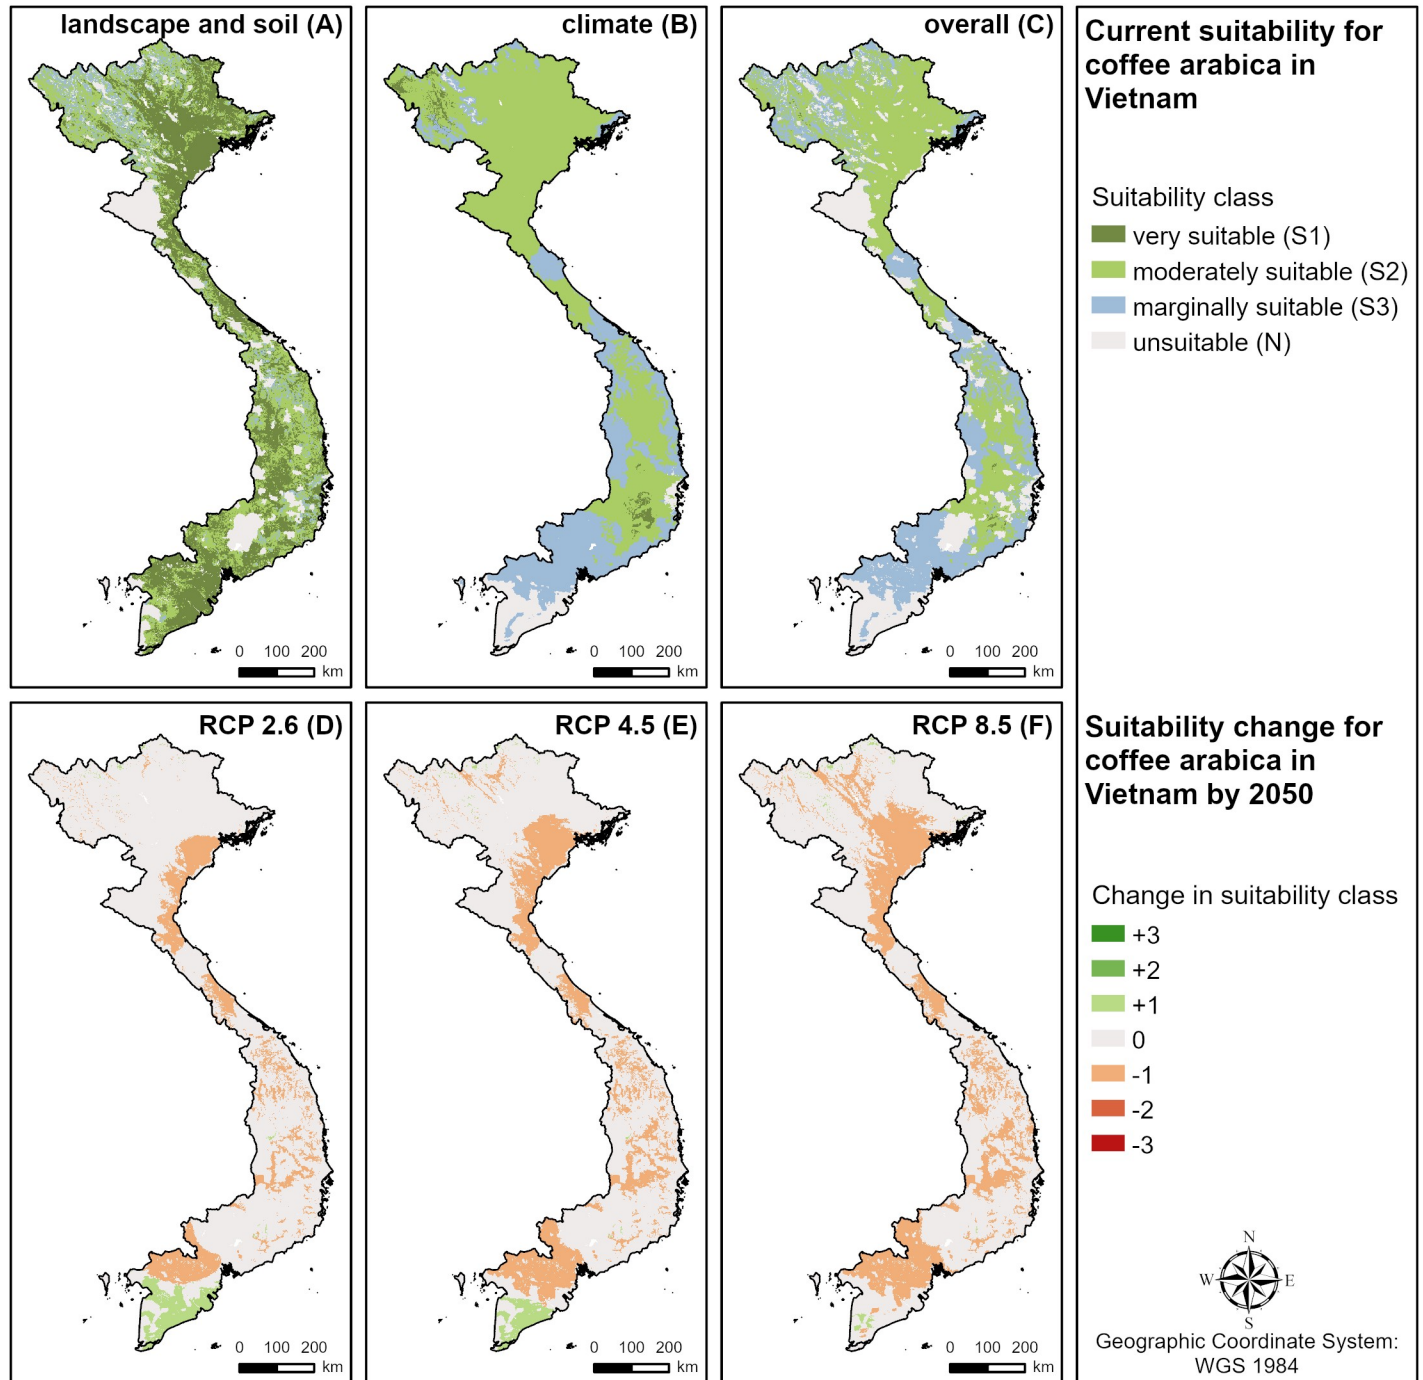 landscape and soil (A)
climate (B)
overall (C)
Current suitability for
coffee arabica in
Vietnam
Suitability class
very suitable (S1)
moderately suitable (S2)
marginally suitable (S3)
unsuitable (N)
0 100 200
km
0 100 200
km
0 100 200
km
RCP 2.6 (D)
RCP 4.5 (E)
RCP 8.5 (F)
Suitability change for
coffee arabica in
Vietnam by 2050
Change in suitability class
+3
+2
+1
0
-1
-2
-3
N
W E
S
Geographic Coordinate System:
WGS 1984
0 100 200
km
0 100 200
km
0 100 200
km